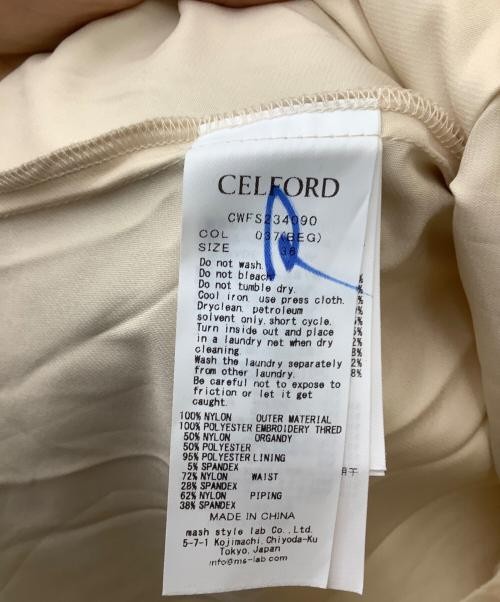 CELFORD
CWFS234090
COL 037(BEG)
SIZE 38
Do not wash.
Do not bleach.
Do not tumble dry.
Cool iron. use press cloth.
Dryclean. petroleum
solvent only. short cycle.
Turn inside out and place
in a laundry net when dry
cleaning.
Wash the laundry separately
from other laundry.
Be careful not to expose to
friction or let it get
caught.
100% NYLON OUTER MATERIAL
100% POLYESTER EMBROIDERY THRED
50% NYLON ORGANDY
50% POLYESTER
95% POLYESTER LINING
5% SPANDEX
72% NYLON WAIST
28% SPANDEX
62% NYLON PIPING
38% SPANDEX
MADE IN CHINA
mash style lab Co.,Ltd.
5-7-1 Kojimachi,Chiyoda-Ku
Tokyo,Japan
info@ms-lab.com